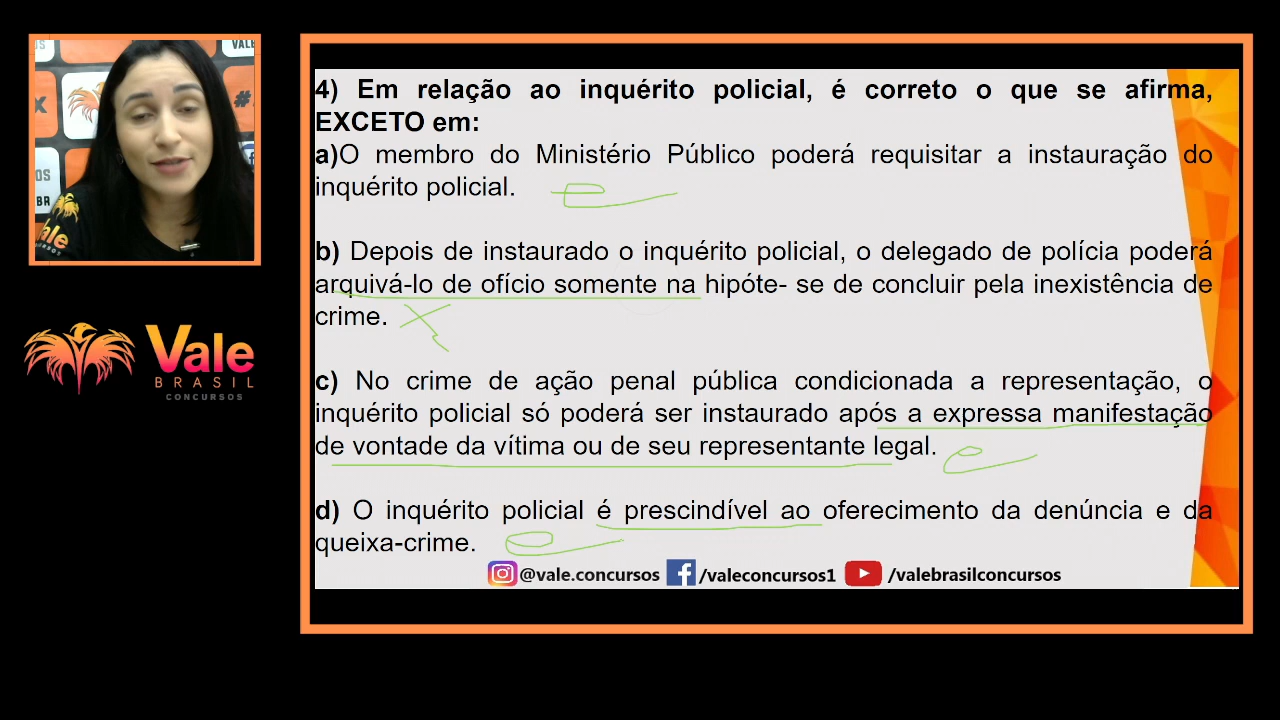 4) Em relação ao inquérito policial, é correto o que se afirma,
EXCETO em:
a)O membro do Ministério Público poderá requisitar a instauração do
inquérito policial.
b) Depois de instaurado o inquérito policial, o delegado de polícia poderá
arquivá-lo de ofício somente na hipóte- se de concluir pela inexistência de
crime.
c) No crime de ação penal pública condicionada a representação, o
inquérito policial só poderá ser instaurado após a expressa manifestação
de vontade da vítima ou de seu representante legal.
d) O inquérito policial é prescindível ao oferecimento da denúncia e da
queixa-crime.
@vale.concursos /valeconcursos1 /valebrasilconcursos
Vale
BRASIL
CONCURSOS